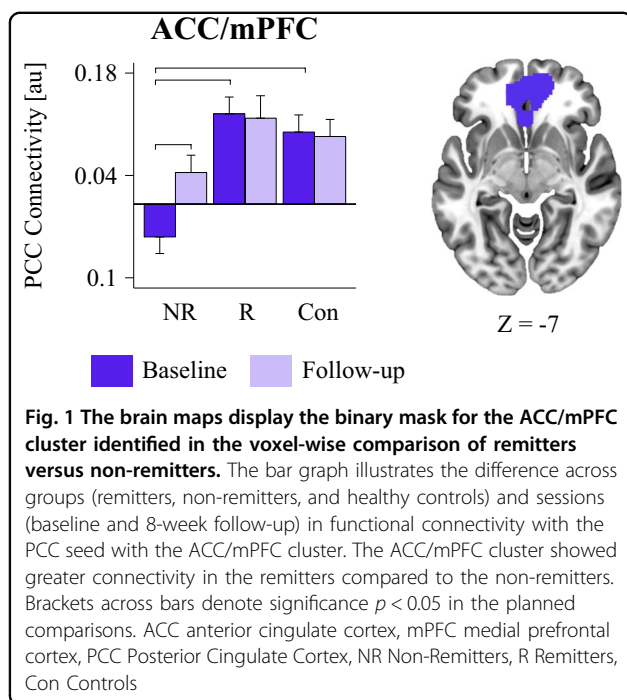 ACC/mPFC
PCC Connectivity [au]
0.18
0.04
0.1
NR R Con
Z = -7
Baseline Follow-up
Fig. 1 The brain maps display the binary mask for the ACC/mPFC
cluster identified in the voxel-wise comparison of remitters
versus non-remitters. The bar graph illustrates the difference across
groups (remitters, non-remitters, and healthy controls) and sessions
(baseline and 8-week follow-up) in functional connectivity with the
PCC seed with the ACC/mPFC cluster. The ACC/mPFC cluster showed
greater connectivity in the remitters compared to the non-remitters.
Brackets across bars denote significance p < 0.05 in the planned
comparisons. ACC anterior cingulate cortex, mPFC medial prefrontal
cortex, PCC Posterior Cingulate Cortex, NR Non-Remitters, R Remitters,
Con Controls